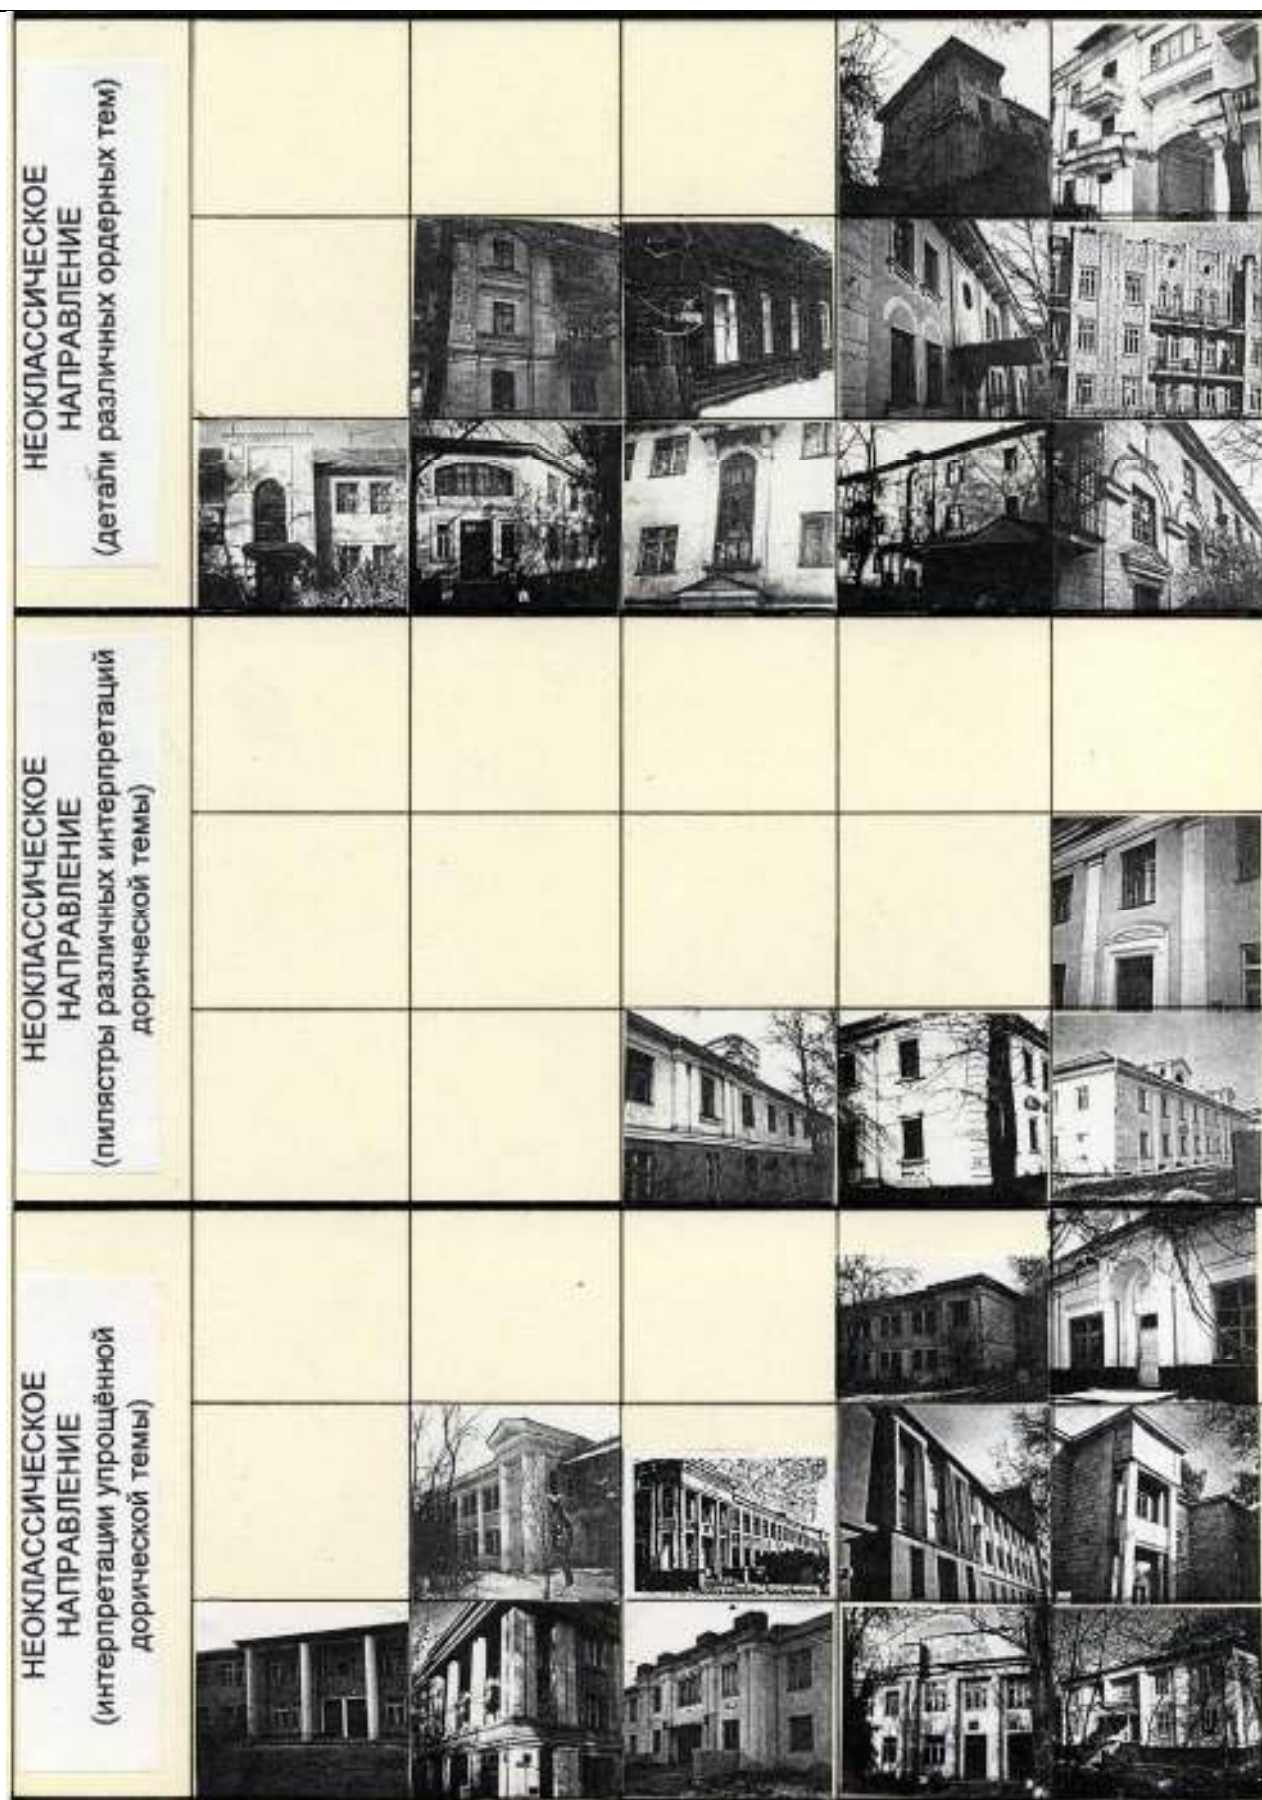 НЕОКЛАССИЧЕСКОЕ
НАПРАВЛЕНИЕ
(детали различных ордерных тем)
НЕОКЛАССИЧЕСКОЕ
НАПРАВЛЕНИЕ
(пилястры различных интерпретаций
дорической темы)
НЕОКЛАССИЧЕСКОЕ
НАПРАВЛЕНИЕ
(интерпретации упрощённой
дорической темы)